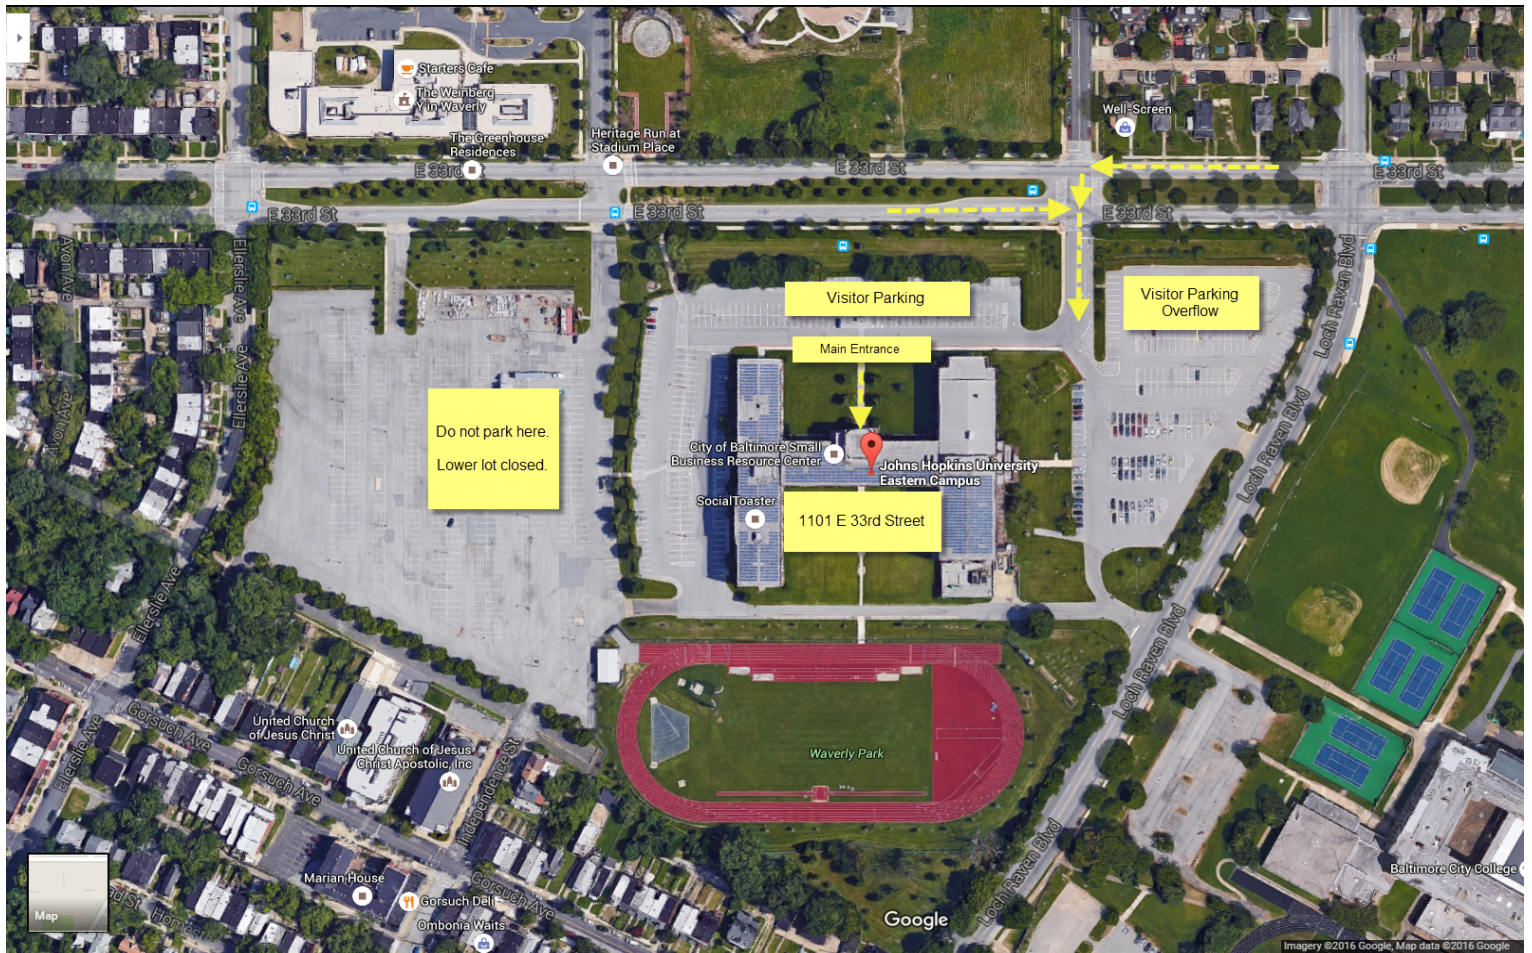 Starters Cafe
The Weinberg
Y in Waverly
The Greenhouse
Residences
Heritage Run at
Stadium Place
Well-Screen
E 33rd St
E 33rd St
E 33rd St
E 33rd St
E 33rd St
E 33rd St
Avon Ave
Ellerslie Ave
Ellerslie Ave
Avon Ave
Loch Raven Blvd
Visitor Parking
Visitor Parking
Overflow
Main Entrance
Do not park here.
Lower lot closed.
City of Baltimore Small
Business Resource Center
Johns Hopkins University
Eastern Campus
SocialToaster
1101 E 33rd Street
Loch Raven Blvd
Ellerslie Ave
Loch Raven Blvd
United Church
of Jesus Christ
United Church of Jesus
Christ Apostolic, Inc
Gorsuch Ave
Ellerslie Ave
Gorsuch Ave
Independence St
Waverly Park
Loch Raven Blvd
Marian House
Gorsuch Deli
Gorsuch Ave
Ombonia Waits
Baltimore City College
Map
Google
Imagery ©2016 Google, Map data ©2016 Google